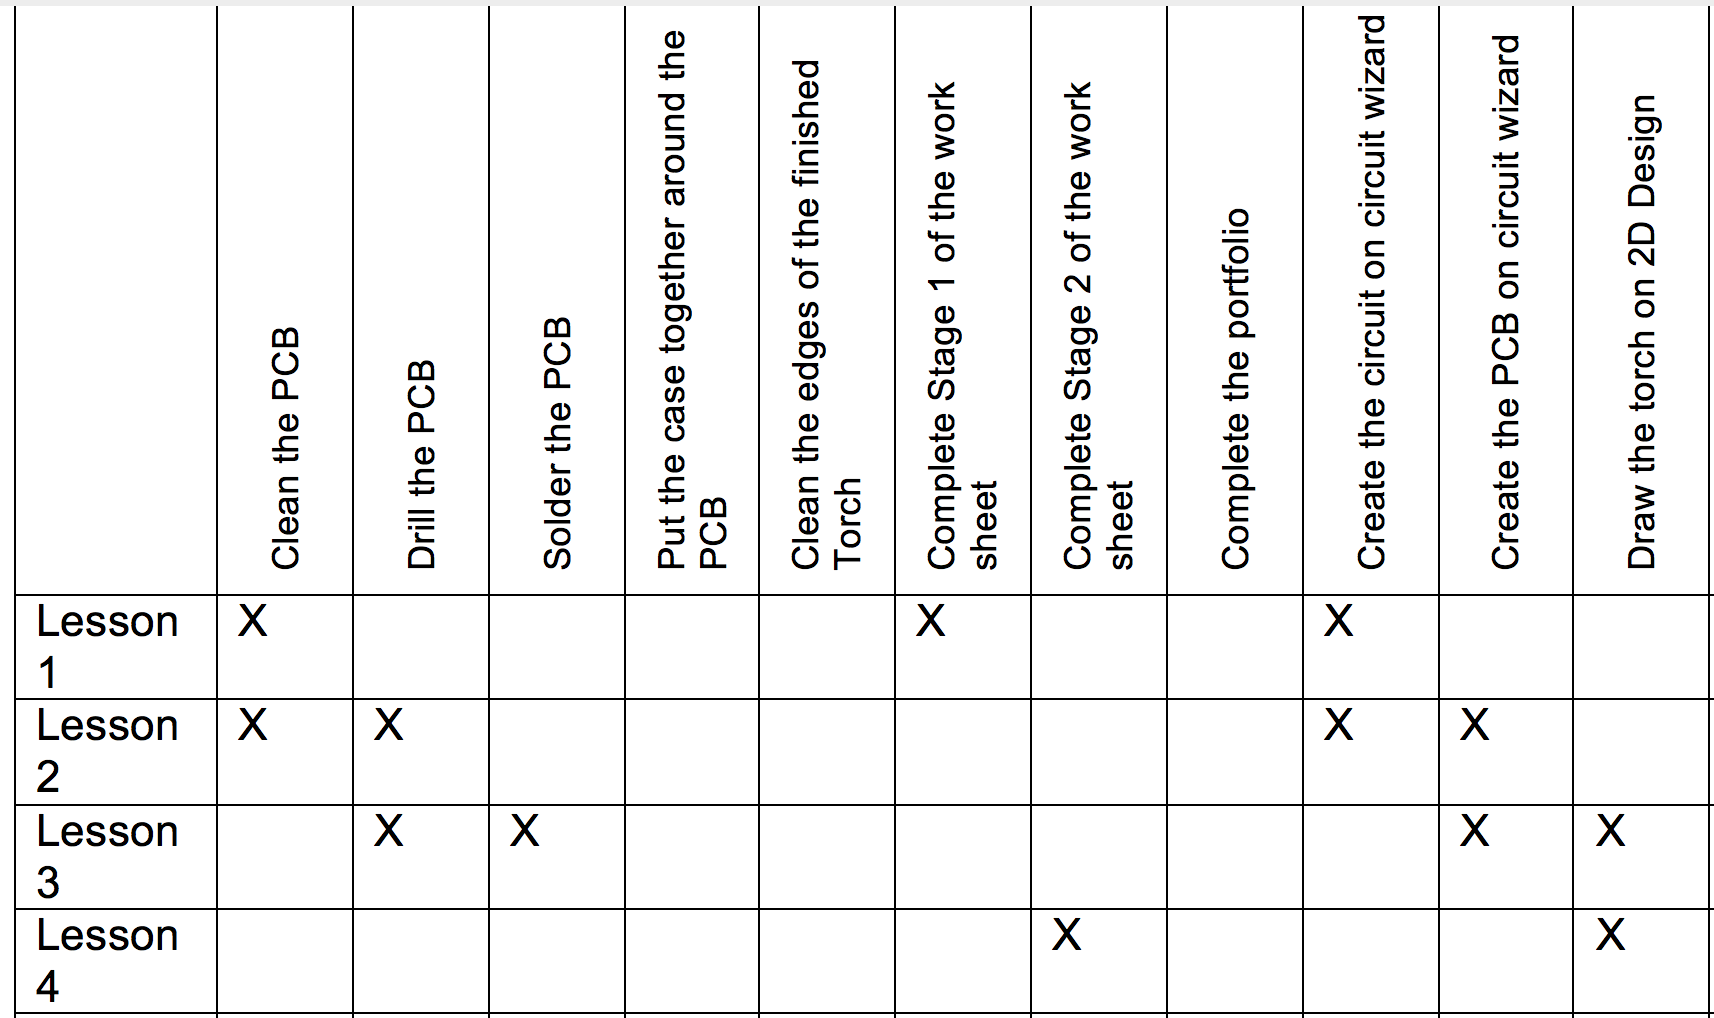 Clean the PCB
Drill the PCB
Solder the PCB
Put the case together around the
PCB
Clean the edges of the finished
Torch
Complete Stage 1 of the work
sheet
Complete Stage 2 of the work
sheet
Complete the portfolio
Create the circuit on circuit wizard
Create the PCB on circuit wizard
Draw the torch on 2D Design
Lesson X X X
1
Lesson X X X X
2
Lesson X X X X
3
Lesson X X
4